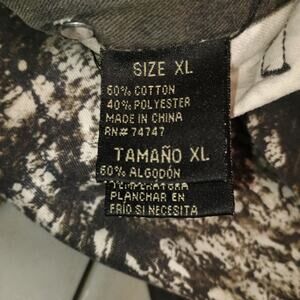 SIZE XL
60% COTTON
40% POLYESTER
MADE IN CHINA
RN# 74747
TAMAÑO XL
60% ALGODÓN
TEMPERATURA
PLANCHAR EN
FRÍO SI NECESITA